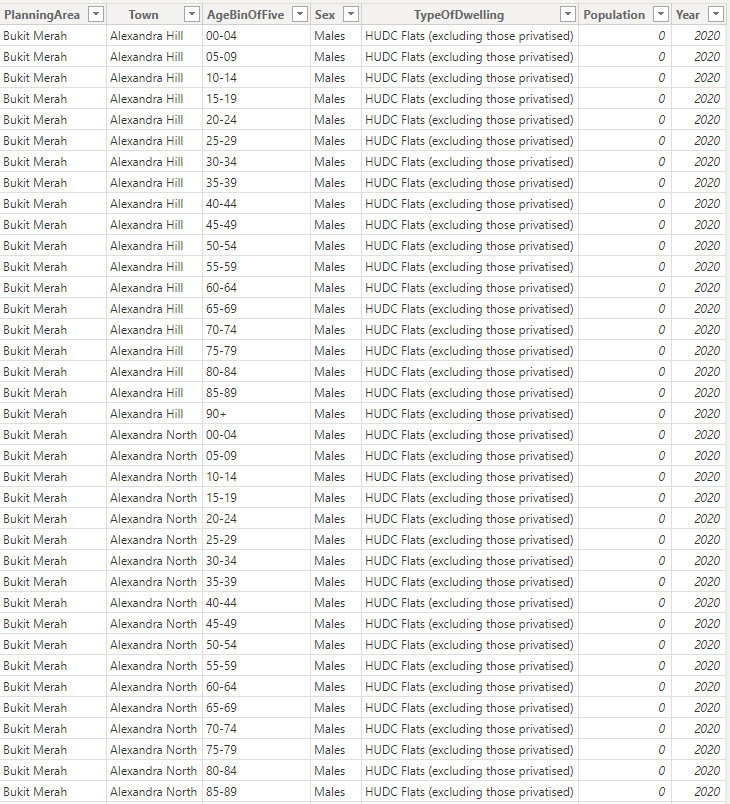 PlanningArea Town AgeBinOfFive Sex TypeOfDwelling Population Year
Bukit Merah Alexandra Hill 00-04 Males HUDC Flats (excluding those privatised) 0 2020
Bukit Merah Alexandra Hill 05-09 Males HUDC Flats (excluding those privatised) 0 2020
Bukit Merah Alexandra Hill 10-14 Males HUDC Flats (excluding those privatised) 0 2020
Bukit Merah Alexandra Hill 15-19 Males HUDC Flats (excluding those privatised) 0 2020
Bukit Merah Alexandra Hill 20-24 Males HUDC Flats (excluding those privatised) 0 2020
Bukit Merah Alexandra Hill 25-29 Males HUDC Flats (excluding those privatised) 0 2020
Bukit Merah Alexandra Hill 30-34 Males HUDC Flats (excluding those privatised) 0 2020
Bukit Merah Alexandra Hill 35-39 Males HUDC Flats (excluding those privatised) 0 2020
Bukit Merah Alexandra Hill 40-44 Males HUDC Flats (excluding those privatised) 0 2020
Bukit Merah Alexandra Hill 45-49 Males HUDC Flats (excluding those privatised) 0 2020
Bukit Merah Alexandra Hill 50-54 Males HUDC Flats (excluding those privatised) 0 2020
Bukit Merah Alexandra Hill 55-59 Males HUDC Flats (excluding those privatised) 0 2020
Bukit Merah Alexandra Hill 60-64 Males HUDC Flats (excluding those privatised) 0 2020
Bukit Merah Alexandra Hill 65-69 Males HUDC Flats (excluding those privatised) 0 2020
Bukit Merah Alexandra Hill 70-74 Males HUDC Flats (excluding those privatised) 0 2020
Bukit Merah Alexandra Hill 75-79 Males HUDC Flats (excluding those privatised) 0 2020
Bukit Merah Alexandra Hill 80-84 Males HUDC Flats (excluding those privatised) 0 2020
Bukit Merah Alexandra Hill 85-89 Males HUDC Flats (excluding those privatised) 0 2020
Bukit Merah Alexandra Hill 90+ Males HUDC Flats (excluding those privatised) 0 2020
Bukit Merah Alexandra North 00-04 Males HUDC Flats (excluding those privatised) 0 2020
Bukit Merah Alexandra North 05-09 Males HUDC Flats (excluding those privatised) 0 2020
Bukit Merah Alexandra North 10-14 Males HUDC Flats (excluding those privatised) 0 2020
Bukit Merah Alexandra North 15-19 Males HUDC Flats (excluding those privatised) 0 2020
Bukit Merah Alexandra North 20-24 Males HUDC Flats (excluding those privatised) 0 2020
Bukit Merah Alexandra North 25-29 Males HUDC Flats (excluding those privatised) 0 2020
Bukit Merah Alexandra North 30-34 Males HUDC Flats (excluding those privatised) 0 2020
Bukit Merah Alexandra North 35-39 Males HUDC Flats (excluding those privatised) 0 2020
Bukit Merah Alexandra North 40-44 Males HUDC Flats (excluding those privatised) 0 2020
Bukit Merah Alexandra North 45-49 Males HUDC Flats (excluding those privatised) 0 2020
Bukit Merah Alexandra North 50-54 Males HUDC Flats (excluding those privatised) 0 2020
Bukit Merah Alexandra North 55-59 Males HUDC Flats (excluding those privatised) 0 2020
Bukit Merah Alexandra North 60-64 Males HUDC Flats (excluding those privatised) 0 2020
Bukit Merah Alexandra North 65-69 Males HUDC Flats (excluding those privatised) 0 2020
Bukit Merah Alexandra North 70-74 Males HUDC Flats (excluding those privatised) 0 2020
Bukit Merah Alexandra North 75-79 Males HUDC Flats (excluding those privatised) 0 2020
Bukit Merah Alexandra North 80-84 Males HUDC Flats (excluding those privatised) 0 2020
Bukit Merah Alexandra North 85-89 Males HUDC Flats (excluding those privatised) 0 2020